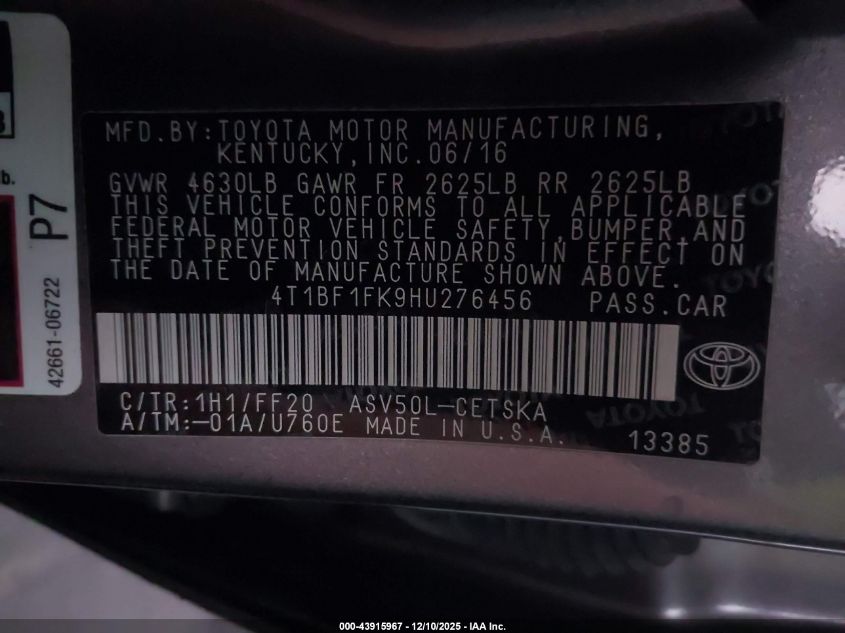 b.
P7
42661-06722
MFD.BY:TOYOTA MOTOR MANUFACTURING,
KENTUCKY,INC.06/16
GVWR 4630LB GAWR FR 2625LB RR 2625LB
THIS VEHICLE CONFORMS TO ALL APPLICABLE
FEDERAL MOTOR VEHICLE SAFETY,BUMPER,AND
THEFT PREVENTION STANDARDS IN EFFECT ON
THE DATE OF MANUFACTURE SHOWN ABOVE.
4T1BF1FK9HU276456 PASS.CAR
C/TR:1H1/FF20 ASV50L-CETSKA
A/TM:-01A/U760E MADE IN U.S.A.
13385
000-43915967 - 12/10/2025 - IAA Inc.